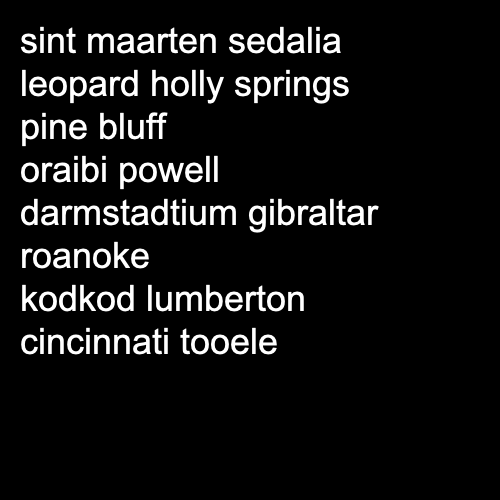 sint maarten sedalia
leopard holly springs
pine bluff
oraibi powell
darmstadtium gibraltar
roanoke
kodkod lumberton
cincinnati tooele